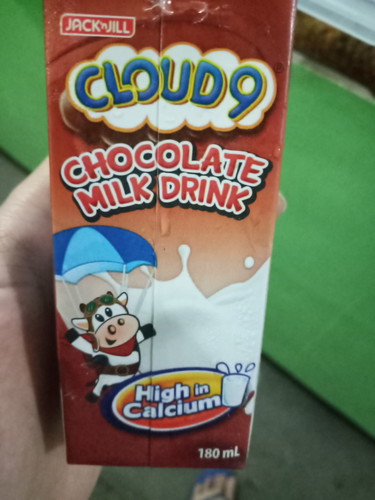 JACK'n JILL
CLOUD9
CHOCOLATE
MILK DRINK
High in
Calcium
180 mL